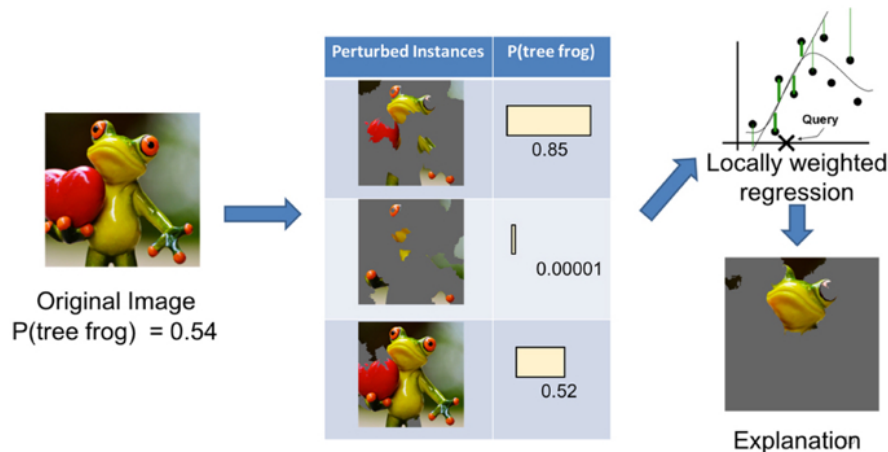 Original Image
P(tree frog) = 0.54
Perturbed Instances
P(tree frog)
0.85
0.00001
0.52
Query
Locally weighted
regression
Explanation